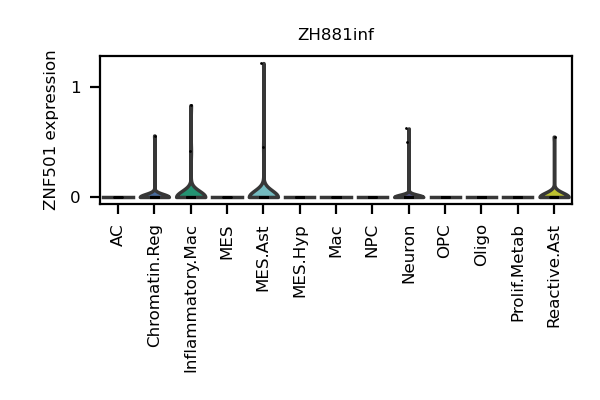 ZH881inf
ZNF501 expression
1
0
AC
Chromatin.Reg
Inflammatory.Mac
MES
MES.Ast
MES.Hyp
Mac
NPC
Neuron
OPC
Oligo
Prolif.Metab
Reactive.Ast